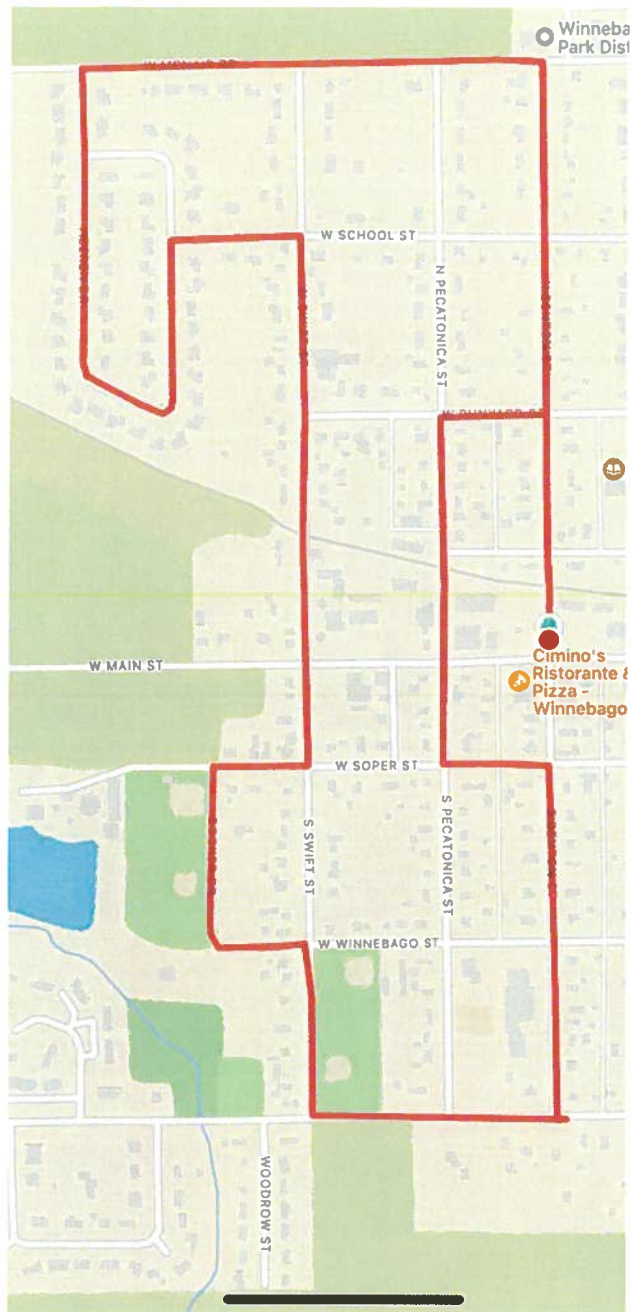 Winneba
Park Dist
W SCHOOL ST
N PECATONICA ST
W MAIN ST
Cimino's
Ristorante &
Pizza -
Winnebago
W SOPER ST
S SWIFT ST
S PECATONICA ST
W WINNEBAGO ST
WOODROW ST